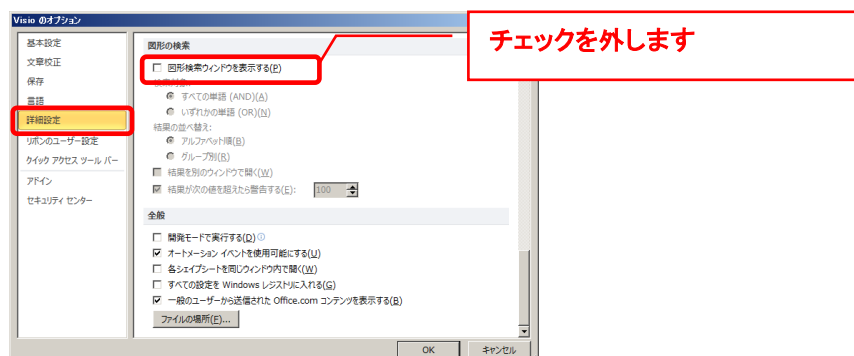 Visio のオプション
チェックを外します
基本設定
文章校正
保存
言語
詳細設定
リボンのユーザー設定
クイック アクセス ツール バー
アドイン
セキュリティ センター
図形の検索
図形検索ウィンドウを表示する(P)
検索対象:
すべての単語 (AND)(A)
いずれかの単語 (OR)(N)
結果の並べ替え:
アルファベット順(B)
グループ別(R)
結果を別のウィンドウで開く(W)
結果が次の値を超えたら警告する(E): 100
全般
開発モードで実行する(D)
オートメーション イベントを使用可能にする(U)
各シェイプシートを同じウィンドウ内で開く(W)
すべての設定を Windows レジストリに入れる(G)
一般のユーザーから送信された Office.com コンテンツを表示する(B)
ファイルの場所(F)...
OK キャンセル